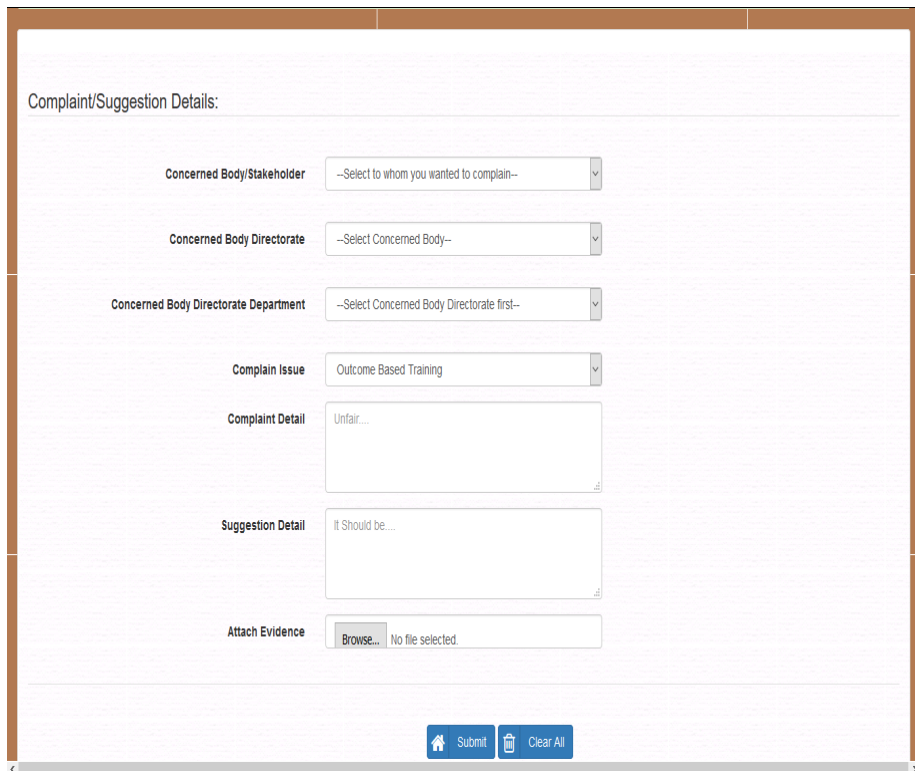 Complaint/Suggestion Details:
Concerned Body/Stakeholder --Select to whom you wanted to complain--
Concerned Body Directorate --Select Concerned Body--
Concerned Body Directorate Department --Select Concerned Body Directorate first--
Complain Issue Outcome Based Training
Complaint Detail Unfair....
Suggestion Detail It Should be....
Attach Evidence Browse... No file selected.
Submit Clear All